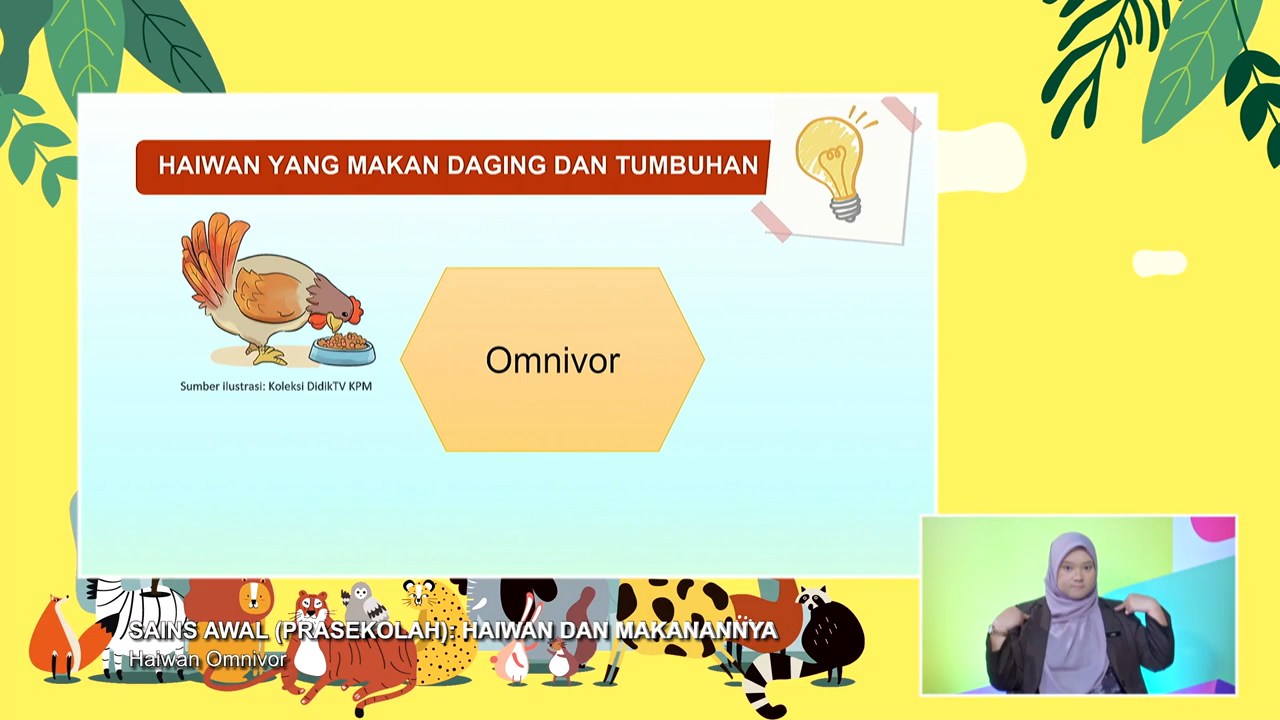 HAIWAN YANG MAKAN DAGING DAN TUMBUHAN
Sumber ilustrasi: Koleksi DidikTV KPM
Omnivor
SAINS AWAL (PRASEKOLAH): HAIWAN DAN MAKANANNYA
Haiwan Omnivor